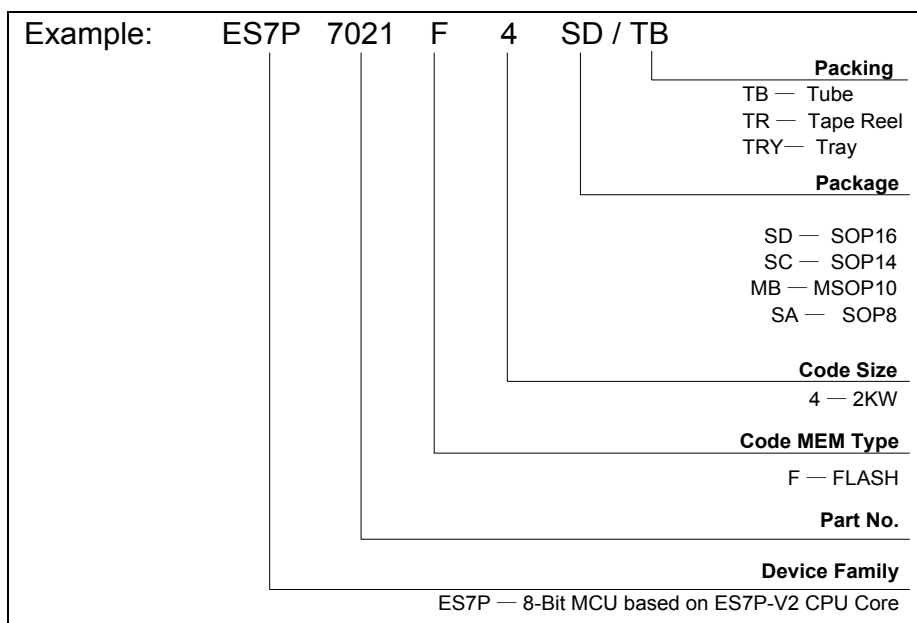 Example: ES7P 7021 F 4 SD / TB
Packing
TB — Tube
TR — Tape Reel
TRY— Tray
Package
SD — SOP16
SC — SOP14
MB — MSOP10
SA — SOP8
Code Size
4 — 2KW
Code MEM Type
F — FLASH
Part No.
Device Family
ES7P — 8-Bit MCU based on ES7P-V2 CPU Core